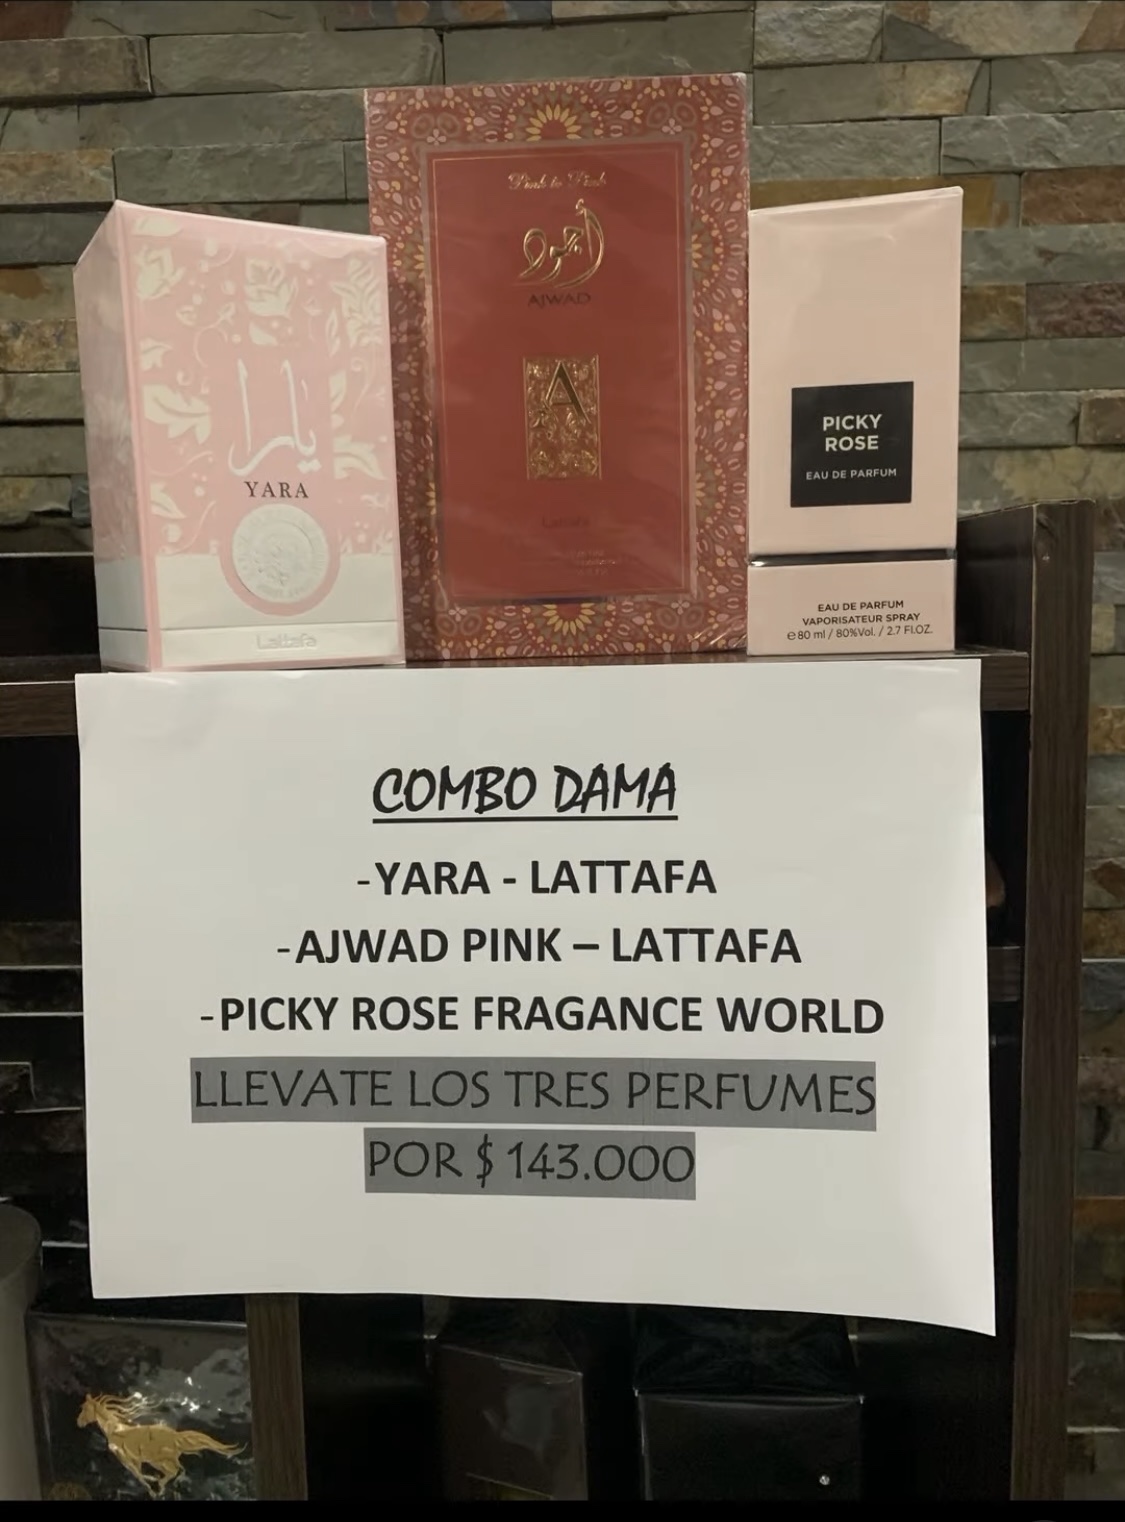 Pink to Pink
أجود
AJWAD
A
يارا
YARA
Lattafa
PICKY
ROSE
EAU DE PARFUM
EAU DE PARFUM
VAPORISATEUR SPRAY
e 80 ml / 80%Vol. / 2.7 Fl.OZ.
COMBO DAMA
-YARA - LATTAFA
-AJWAD PINK – LATTAFA
-PICKY ROSE FRAGANCE WORLD
LLEVATE LOS TRES PERFUMES
POR $ 143.000